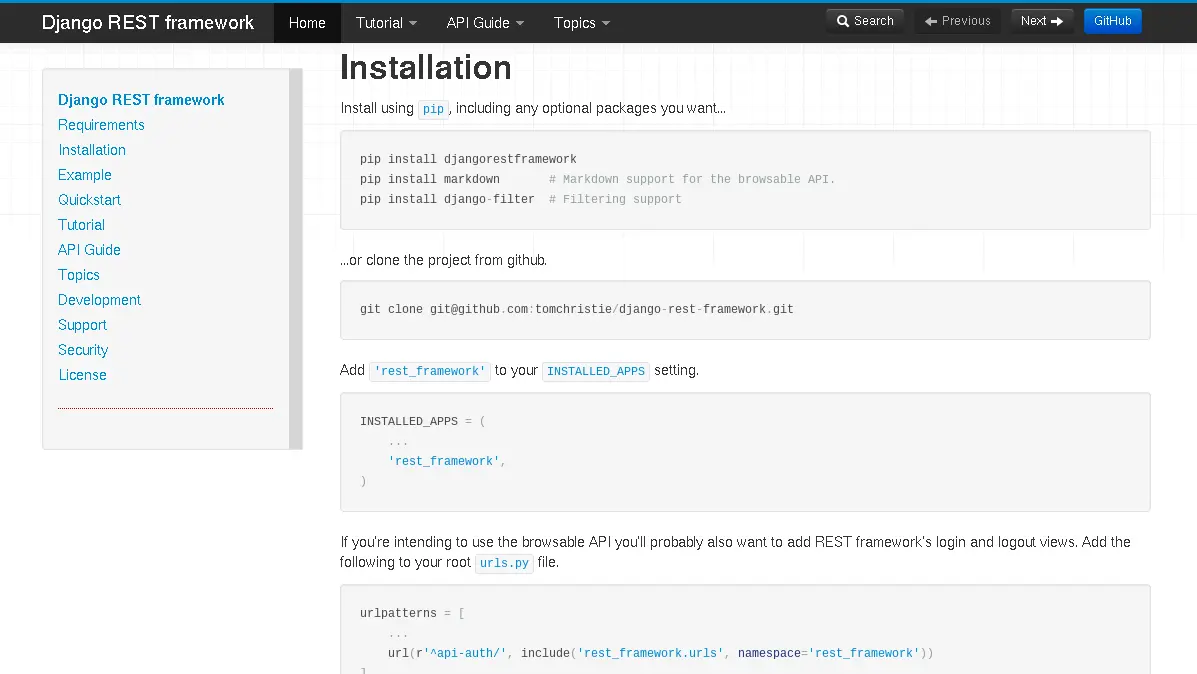 Django REST framework Home Tutorial API Guide Topics Search Previous Next GitHub
Django REST framework
Requirements
Installation
Example
Quickstart
Tutorial
API Guide
Topics
Development
Support
Security
License
Installation
Install using pip, including any optional packages you want...
pip install djangorestframework
pip install markdown       # Markdown support for the browsable API.
pip install django-filter  # Filtering support
...or clone the project from github.
git clone git@github.com:tomchristie/django-rest-framework.git
Add 'rest_framework' to your INSTALLED_APPS setting.
INSTALLED_APPS = (
    ...
    'rest_framework',
)
If you're intending to use the browsable API you'll probably also want to add REST framework's login and logout views. Add the
following to your root urls.py file.
urlpatterns = [
    ...
    url(r'^api-auth/', include('rest_framework.urls', namespace='rest_framework'))
]